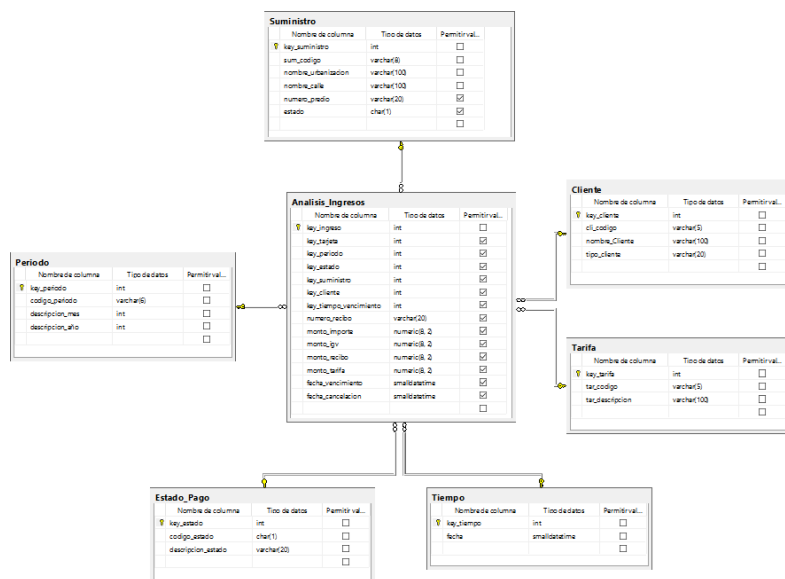 Suministro
Nombre de columna Tipo de datos Permitir val...
key_suministro int
sum_codigo varchar(8)
nombre_urbanizacion varchar(100)
nombre_calle varchar(100)
numero_predio varchar(20)
estado char(1)
Analisis_Ingresos
Nombre de columna Tipo de datos Permitir val...
key_ingreso int
key_tarjeta int
key_periodo int
key_estado int
key_suministro int
key_cliente int
key_tiempo_vencimiento int
numero_recibo varchar(20)
monto_importe numeric(8, 2)
monto_igv numeric(8, 2)
monto_recibo numeric(8, 2)
monto_tarifa numeric(8, 2)
fecha_vencimiento smalldatetime
fecha_cancelacion smalldatetime
Cliente
Nombre de columna Tipo de datos Permitir val...
key_cliente int
cli_codigo varchar(5)
nombre_Cliente varchar(100)
tipo_cliente varchar(20)
Periodo
Nombre de columna Tipo de datos Permitir val...
key_periodo int
codigo_periodo varchar(6)
descripcion_mes int
descripcion_año int
Tarifa
Nombre de columna Tipo de datos Permitir val...
key_tarifa int
tar_codigo varchar(5)
tar_descripcion varchar(100)
Estado_Pago
Nombre de columna Tipo de datos Permitir val...
key_estado int
codigo_estado char(1)
descripcion_estado varchar(20)
Tiempo
Nombre de columna Tipo de datos Permitir val...
key_tiempo int
fecha smalldatetime